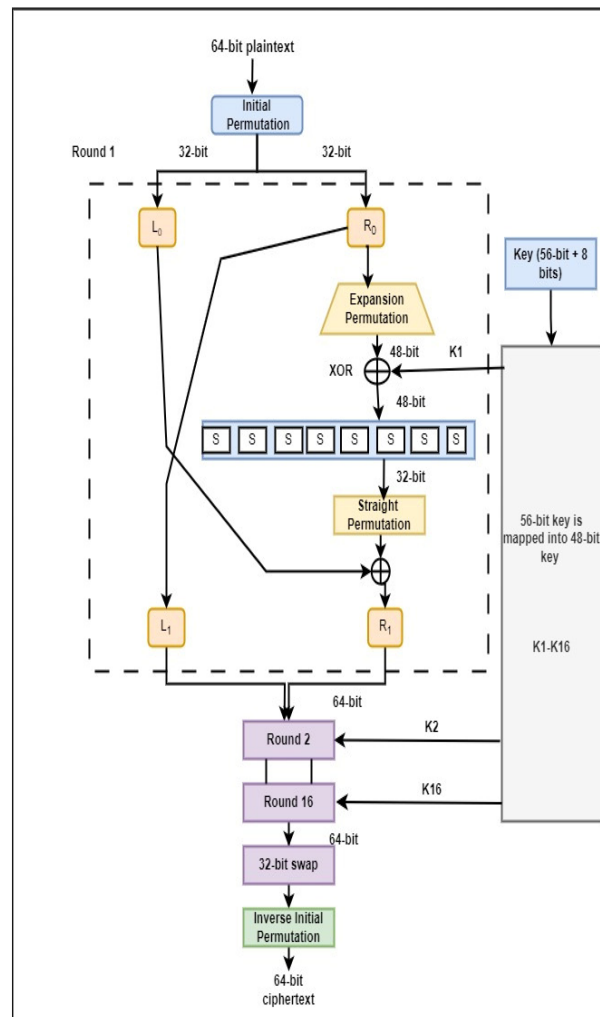 64-bit plaintext
Initial
Permutation
Round 1
32-bit
32-bit
L0
R0
Key (56-bit + 8
bits)
Expansion
Permutation
48-bit
XOR
K1
48-bit
S S S S S S S S
32-bit
Straight
Permutation
56-bit key is
mapped into 48-bit
key
K1-K16
L1
R1
64-bit
Round 2
K2
Round 16
K16
64-bit
32-bit swap
Inverse Initial
Permutation
64-bit
ciphertext